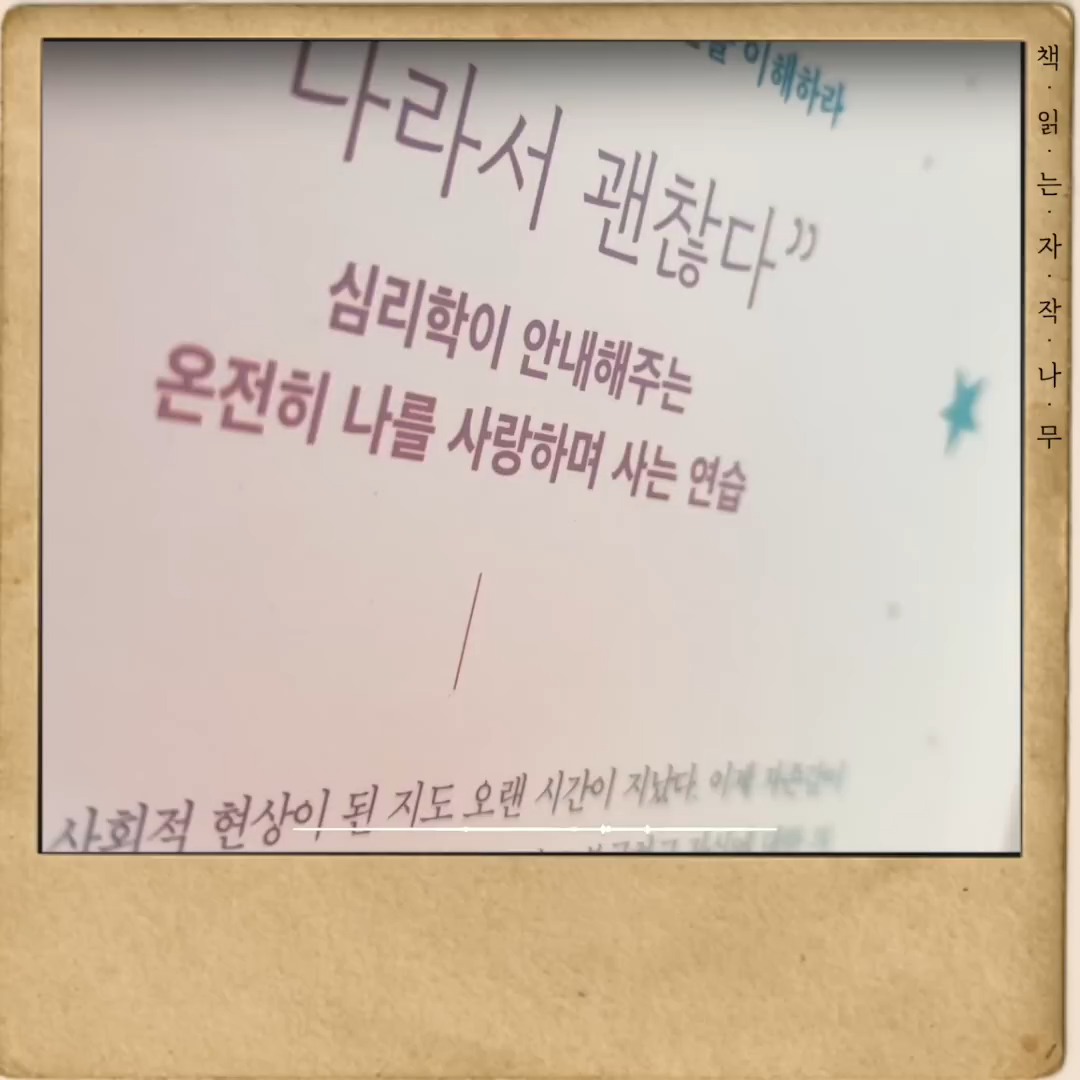 이해하라
나라서 괜찮다”
심리학이 안내해주는
온전히 나를 사랑하며 사는 연습
사회적 현상이 된 지도 오랜 시간이 지났다. 이제
책·읽·는·자·작·나·무